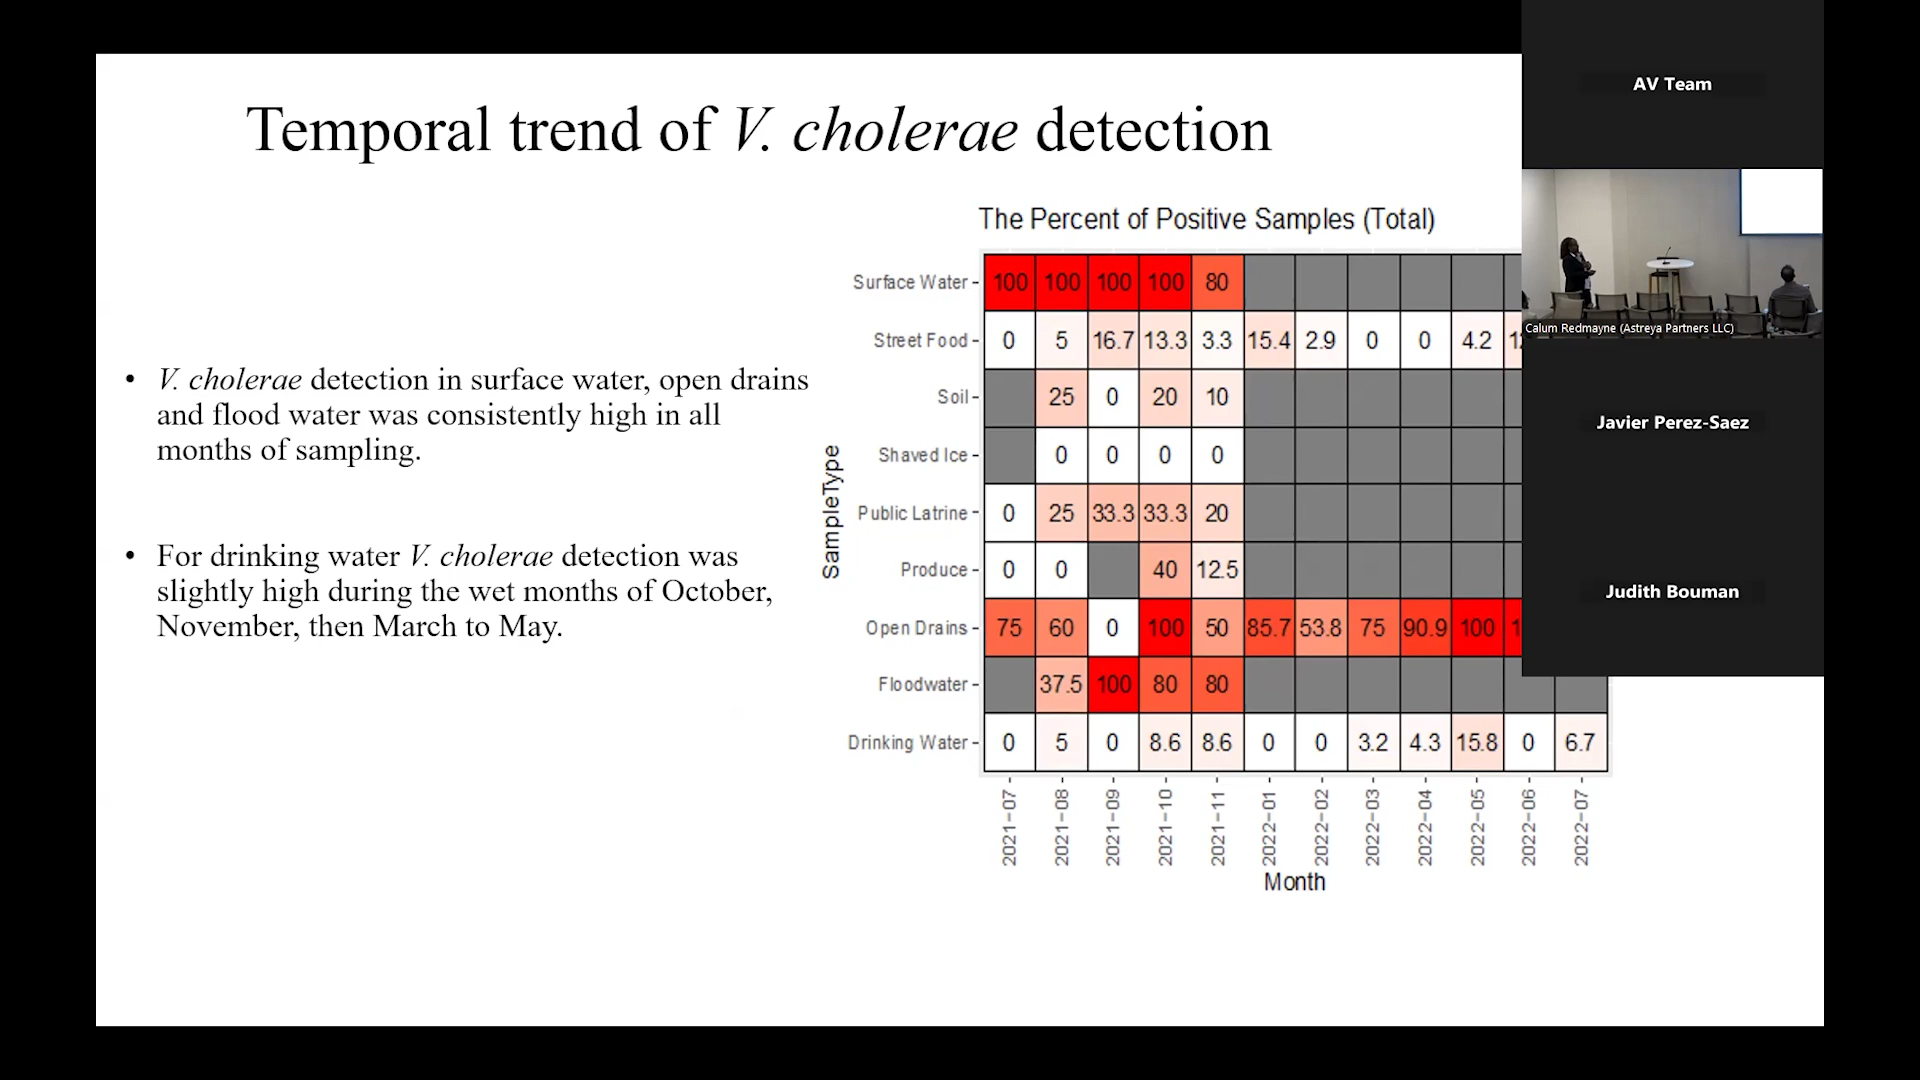 Temporal trend of V. cholerae detection
• V. cholerae detection in surface water, open drains
and flood water was consistently high in all
months of sampling.
• For drinking water V. cholerae detection was
slightly high during the wet months of October,
November, then March to May.
The Percent of Positive Samples (Total)
SampleType
Surface Water 100 100 100 100 80
Street Food 0 5 16.7 13.3 3.3 15.4 2.9 0 0 4.2
Soil 25 0 20 10
Shaved Ice 0 0 0 0
Public Latrine 0 25 33.3 33.3 20
Produce 0 0 40 12.5
Open Drains 75 60 0 100 50 85.7 53.8 75 90.9 100
Floodwater 37.5 100 80 80
Drinking Water 0 5 0 8.6 8.6 0 0 3.2 4.3 15.8 0 6.7
2021-07 2021-08 2021-09 2021-10 2021-11 2022-01 2022-02 2022-03 2022-04 2022-05 2022-06 2022-07
Month
AV Team
Calum Redmayne (Astreya Partners LLC)
Javier Perez-Saez
Judith Bouman